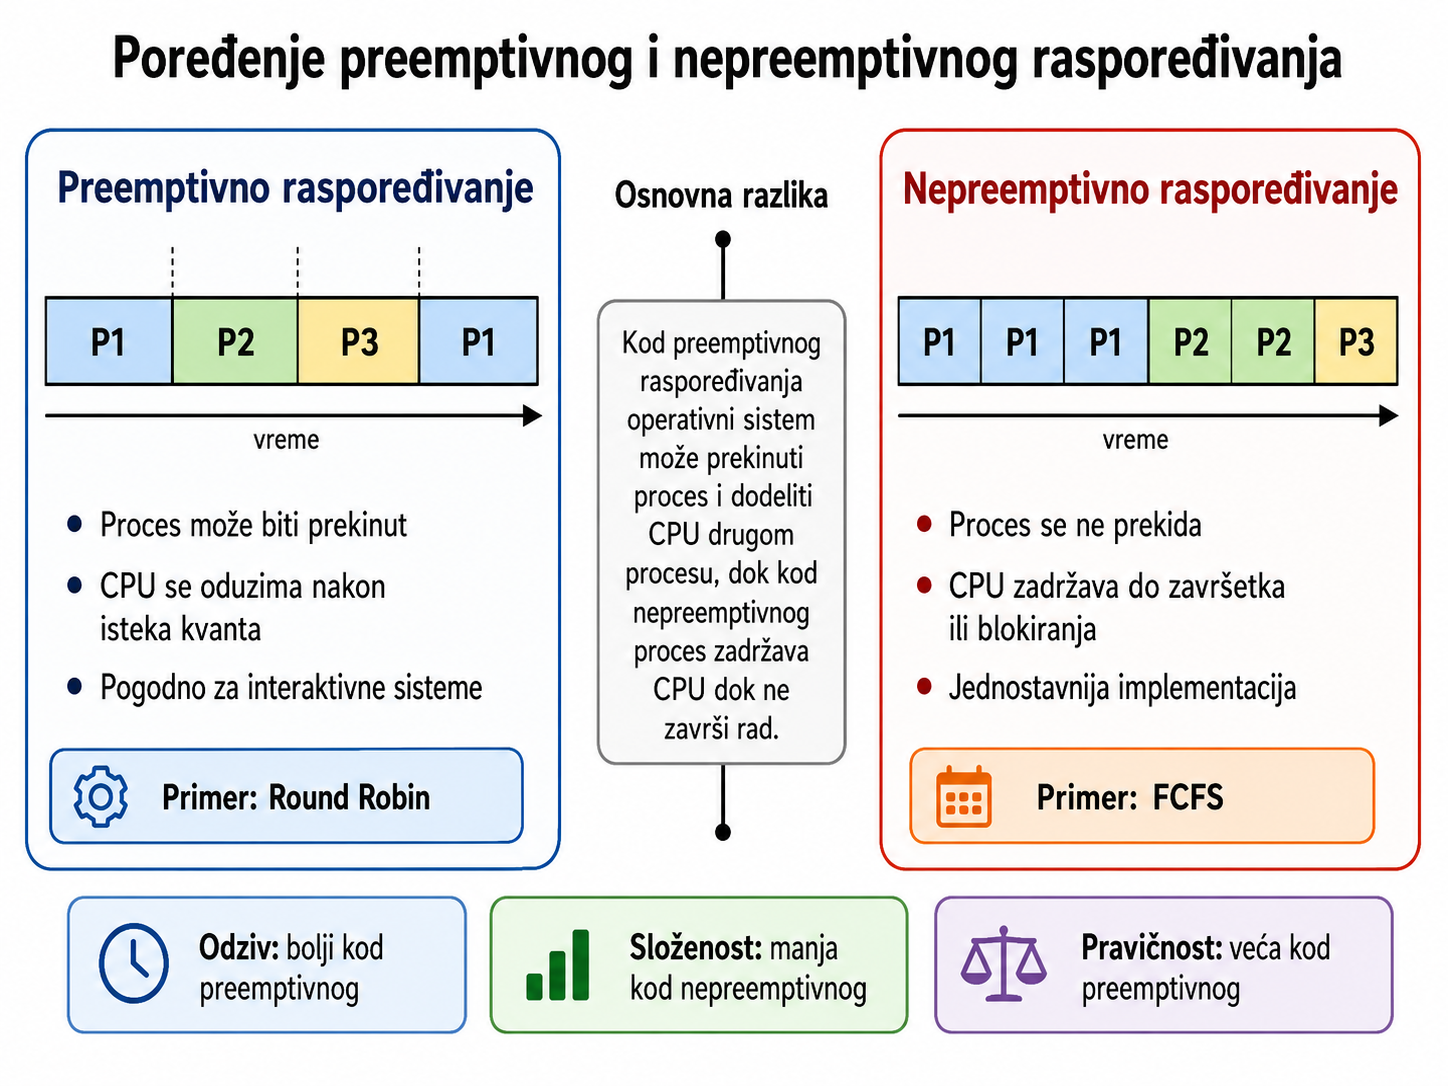 Poređenje preemptivnog i nepreemptivnog raspoređivanja
Preemptivno raspoređivanje
P1 P2 P3 P1
vreme
Proces može biti prekinut
CPU se oduzima nakon
isteka kvanta
Pogodno za interaktivne sisteme
Primer: Round Robin
Osnovna razlika
Kod preemptivnog
raspoređivanja
operativni sistem
može prekinuti
proces i dodeliti
CPU drugom
procesu, dok kod
nepreemptivnog
proces zadržava
CPU dok ne
završi rad.
Nepreemptivno raspoređivanje
P1 P1 P1 P2 P2 P3
vreme
Proces se ne prekida
CPU zadržava do završetka
ili blokiranja
Jednostavnija implementacija
Primer: FCFS
Odziv: bolji kod
preemptivnog
Složenost: manja
kod nepreemptivnog
Pravičnost: veća kod
preemptivnog